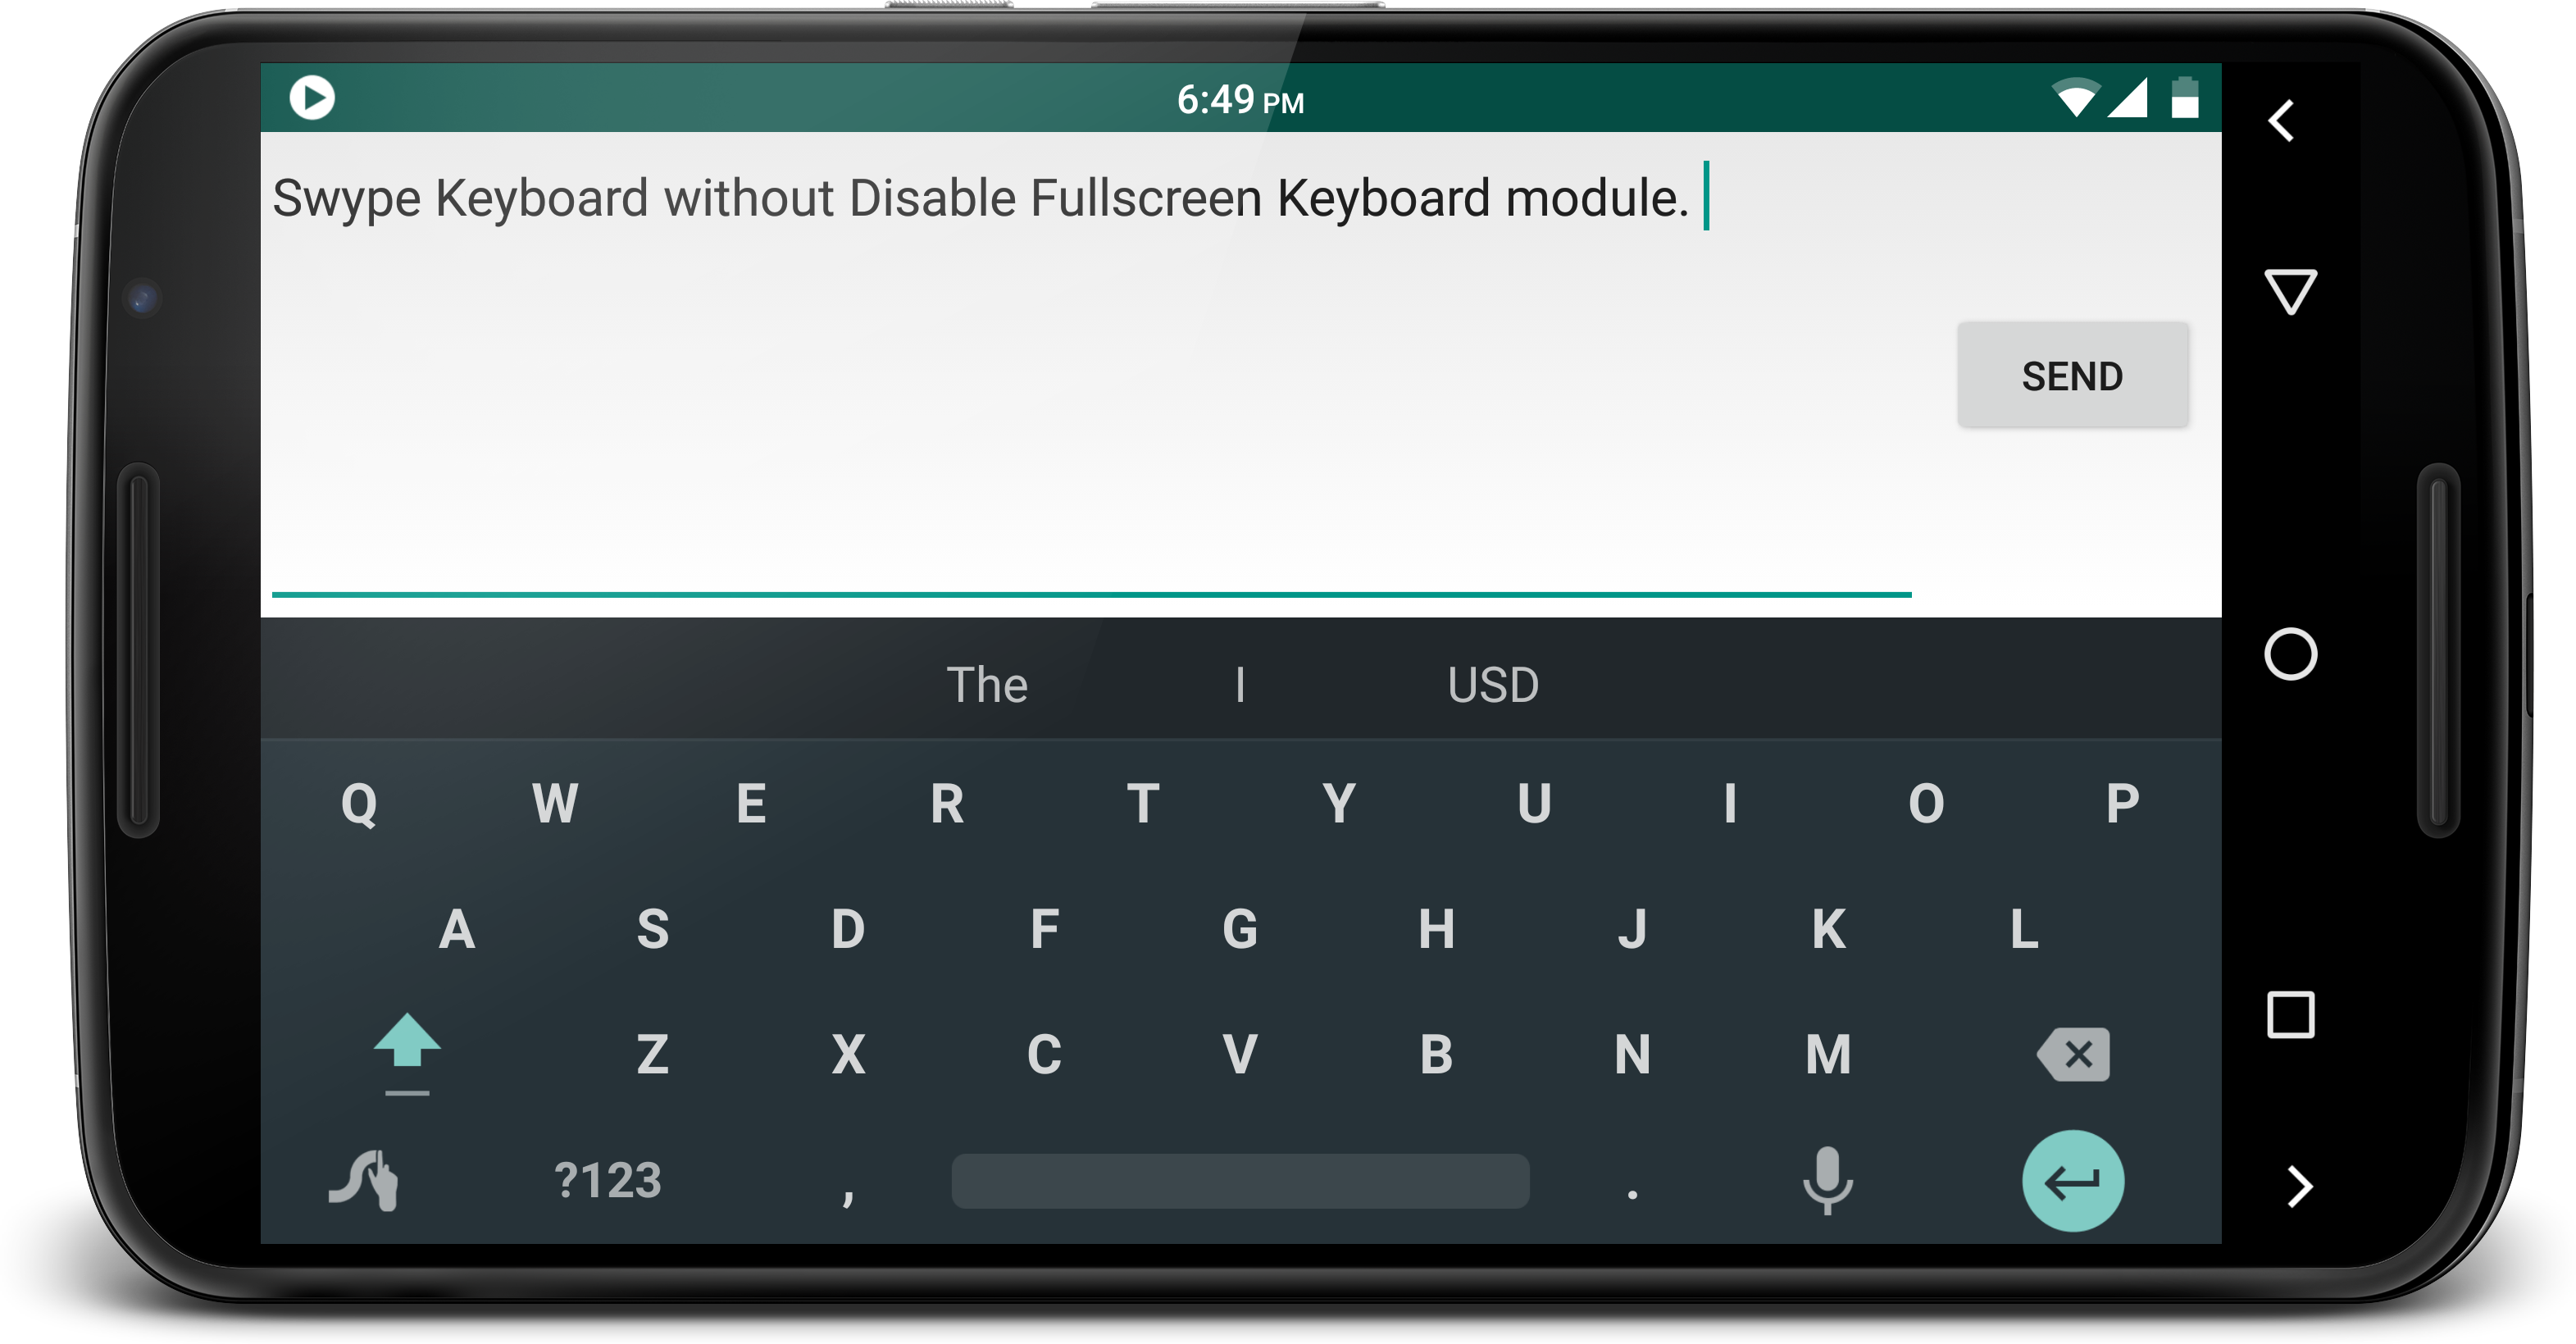 6:49 PM
Swype Keyboard without Disable Fullscreen Keyboard module.
SEND
The I USD
Q W E R T Y U I O P
A S D F G H J K L
Z X C V B N M
?123 , .